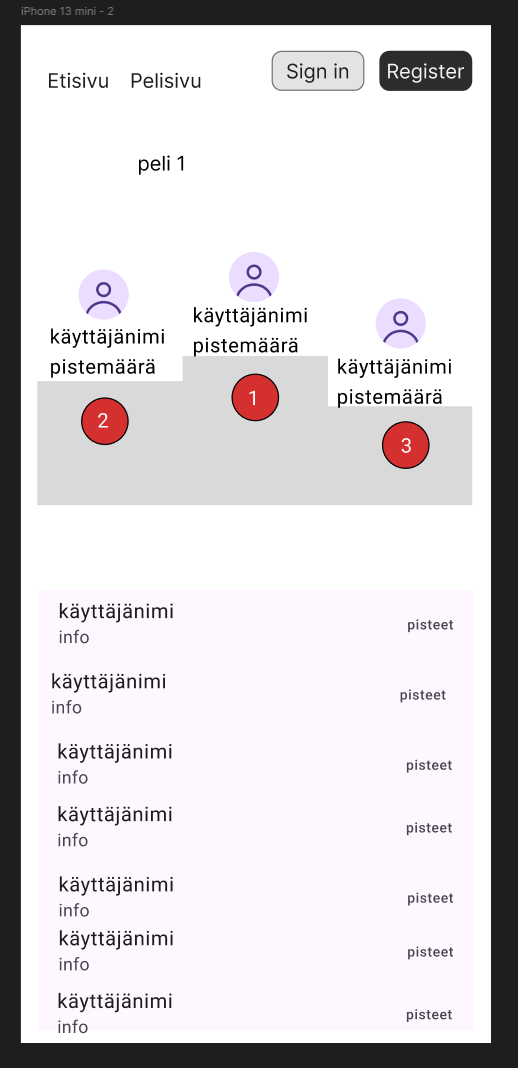 iPhone 13 mini - 2
Etisivu Pelisivu Sign in Register
peli 1
käyttäjänimi
pistemäärä
käyttäjänimi
pistemäärä
käyttäjänimi
pistemäärä
2
1
3
käyttäjänimi
info
pisteet
käyttäjänimi
info
pisteet
käyttäjänimi
info
pisteet
käyttäjänimi
info
pisteet
käyttäjänimi
info
pisteet
käyttäjänimi
info
pisteet
käyttäjänimi
info
pisteet